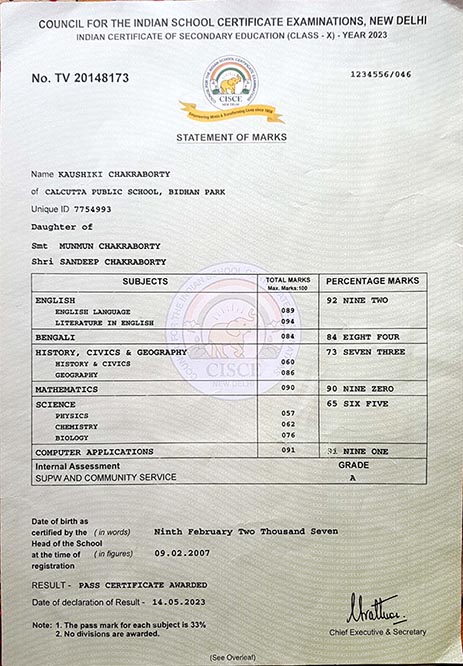 COUNCIL FOR THE INDIAN SCHOOL CERTIFICATE EXAMINATIONS, NEW DELHI
INDIAN CERTIFICATE OF SECONDARY EDUCATION (CLASS - X) - YEAR 2023
No. TV 20148173
1234556/046
CISCE
NEW DELHI
STATEMENT OF MARKS
Name KAUSHIKI CHAKRABORTY
of CALCUTTA PUBLIC SCHOOL, BIDHAN PARK
Unique ID 7754993
Daughter of
Smt MUNMUN CHAKRABORTY
Shri SANDEEP CHAKRABORTY
SUBJECTS TOTAL MARKS Max. Marks:100 PERCENTAGE MARKS
ENGLISH 92 NINE TWO
ENGLISH LANGUAGE 089
LITERATURE IN ENGLISH 094
BENGALI 084 84 EIGHT FOUR
HISTORY, CIVICS & GEOGRAPHY 73 SEVEN THREE
HISTORY & CIVICS 060
GEOGRAPHY 086
MATHEMATICS 090 90 NINE ZERO
SCIENCE 65 SIX FIVE
PHYSICS 057
CHEMISTRY 062
BIOLOGY 076
COMPUTER APPLICATIONS 091 91 NINE ONE
Internal Assessment GRADE
SUPW AND COMMUNITY SERVICE A
Date of birth as
certified by the (in words) Ninth February Two Thousand Seven
Head of the School
at the time of (in figures) 09.02.2007
registration
RESULT - PASS CERTIFICATE AWARDED
Date of declaration of Result - 14.05.2023
Note: 1. The pass mark for each subject is 33%
2. No divisions are awarded.
Chief Executive & Secretary
(See Overleaf)